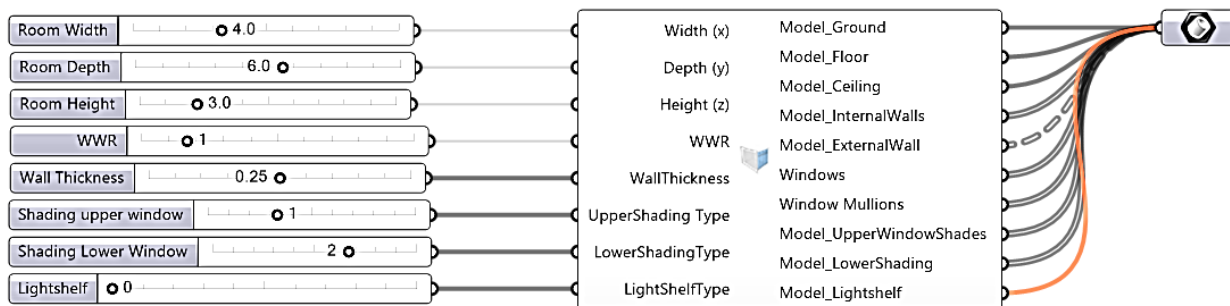 Room Width 4.0
Room Depth 6.0
Room Height 3.0
WWR 1
Wall Thickness 0.25
Shading upper window 1
Shading Lower Window 2
Lightshelf 0
Width (x)
Depth (y)
Height (z)
WWR
WallThickness
UpperShading Type
LowerShadingType
LightShelfType
Model_Ground
Model_Floor
Model_Ceiling
Model_InternalWalls
Model_ExternalWall
Windows
Window Mullions
Model_UpperWindowShades
Model_LowerShading
Model_Lightshelf